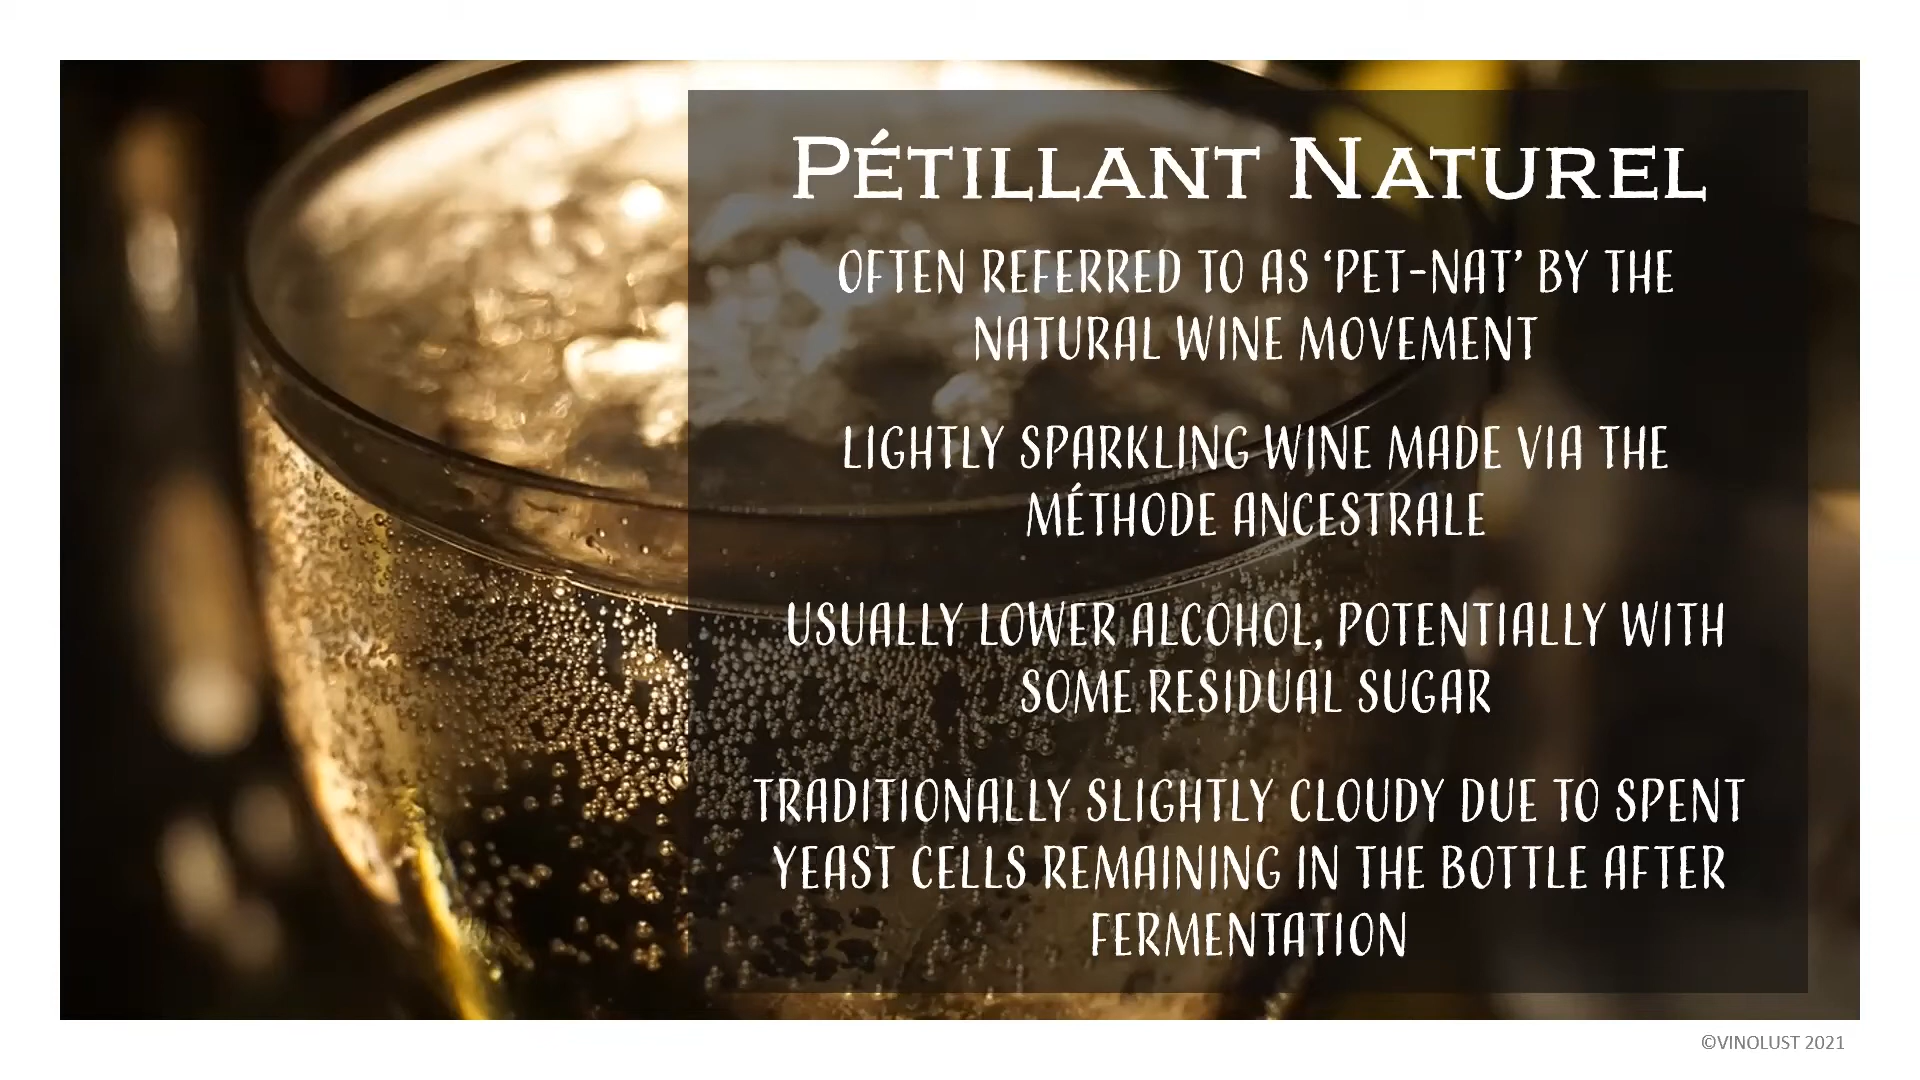 Pétillant Naturel
OFTEN REFERRED TO AS ‘PET-NAT’ BY THE
NATURAL WINE MOVEMENT
LIGHTLY SPARKLING WINE MADE VIA THE
MÉTHODE ANCESTRALE
USUALLY LOWER ALCOHOL, POTENTIALLY WITH
SOME RESIDUAL SUGAR
TRADITIONALLY SLIGHTLY CLOUDY DUE TO SPENT
YEAST CELLS REMAINING IN THE BOTTLE AFTER
FERMENTATION
©VINOLUST 2021